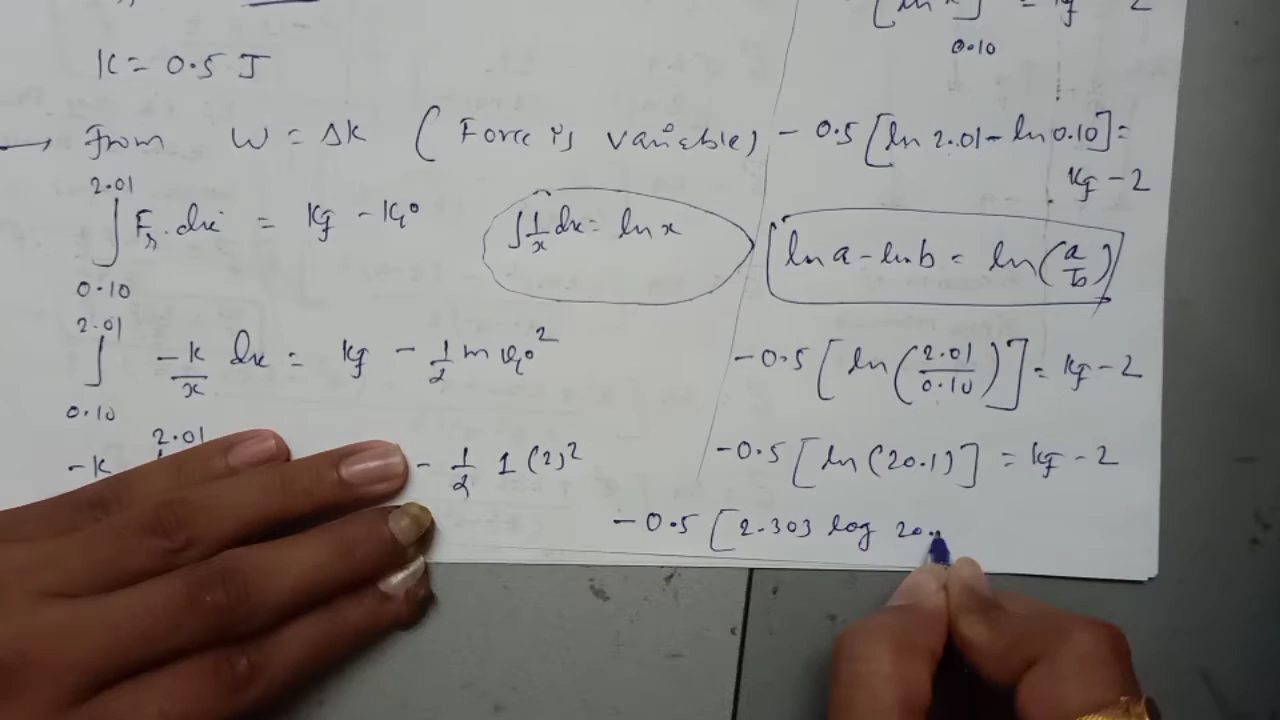 K = 0.5 J
→ From W = ΔK (Force is variable)
2.01
∫ Fx . dx = Kf - Ki
0.10
∫ 1/x dx = ln x
2.01
∫ -k/x dx = Kf - 1/2 m v² 
0.10
2.01
-k
- 1/2 1 (2)²
0.10
- 0.5 [ln 2.01 - ln 0.10] =
Kf - 2
ln a - ln b = ln (a/b)
-0.5 [ln (2.01/0.10)] = Kf - 2
-0.5 [ln (20.1)] = Kf - 2
-0.5 [2.303 log 20.